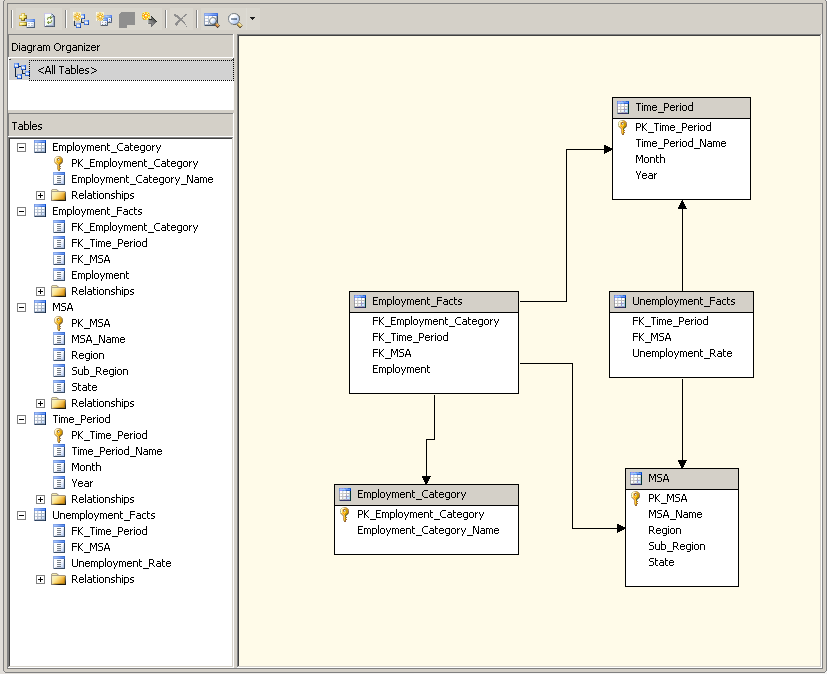 Diagram Organizer
<All Tables>
Tables
Employment_Category
PK_Employment_Category
Employment_Category_Name
Relationships
Employment_Facts
FK_Employment_Category
FK_Time_Period
FK_MSA
Employment
Relationships
MSA
PK_MSA
MSA_Name
Region
Sub_Region
State
Relationships
Time_Period
PK_Time_Period
Time_Period_Name
Month
Year
Relationships
Unemployment_Facts
FK_Time_Period
FK_MSA
Unemployment_Rate
Relationships
Time_Period
PK_Time_Period
Time_Period_Name
Month
Year
Employment_Facts
FK_Employment_Category
FK_Time_Period
FK_MSA
Employment
Unemployment_Facts
FK_Time_Period
FK_MSA
Unemployment_Rate
Employment_Category
PK_Employment_Category
Employment_Category_Name
MSA
PK_MSA
MSA_Name
Region
Sub_Region
State